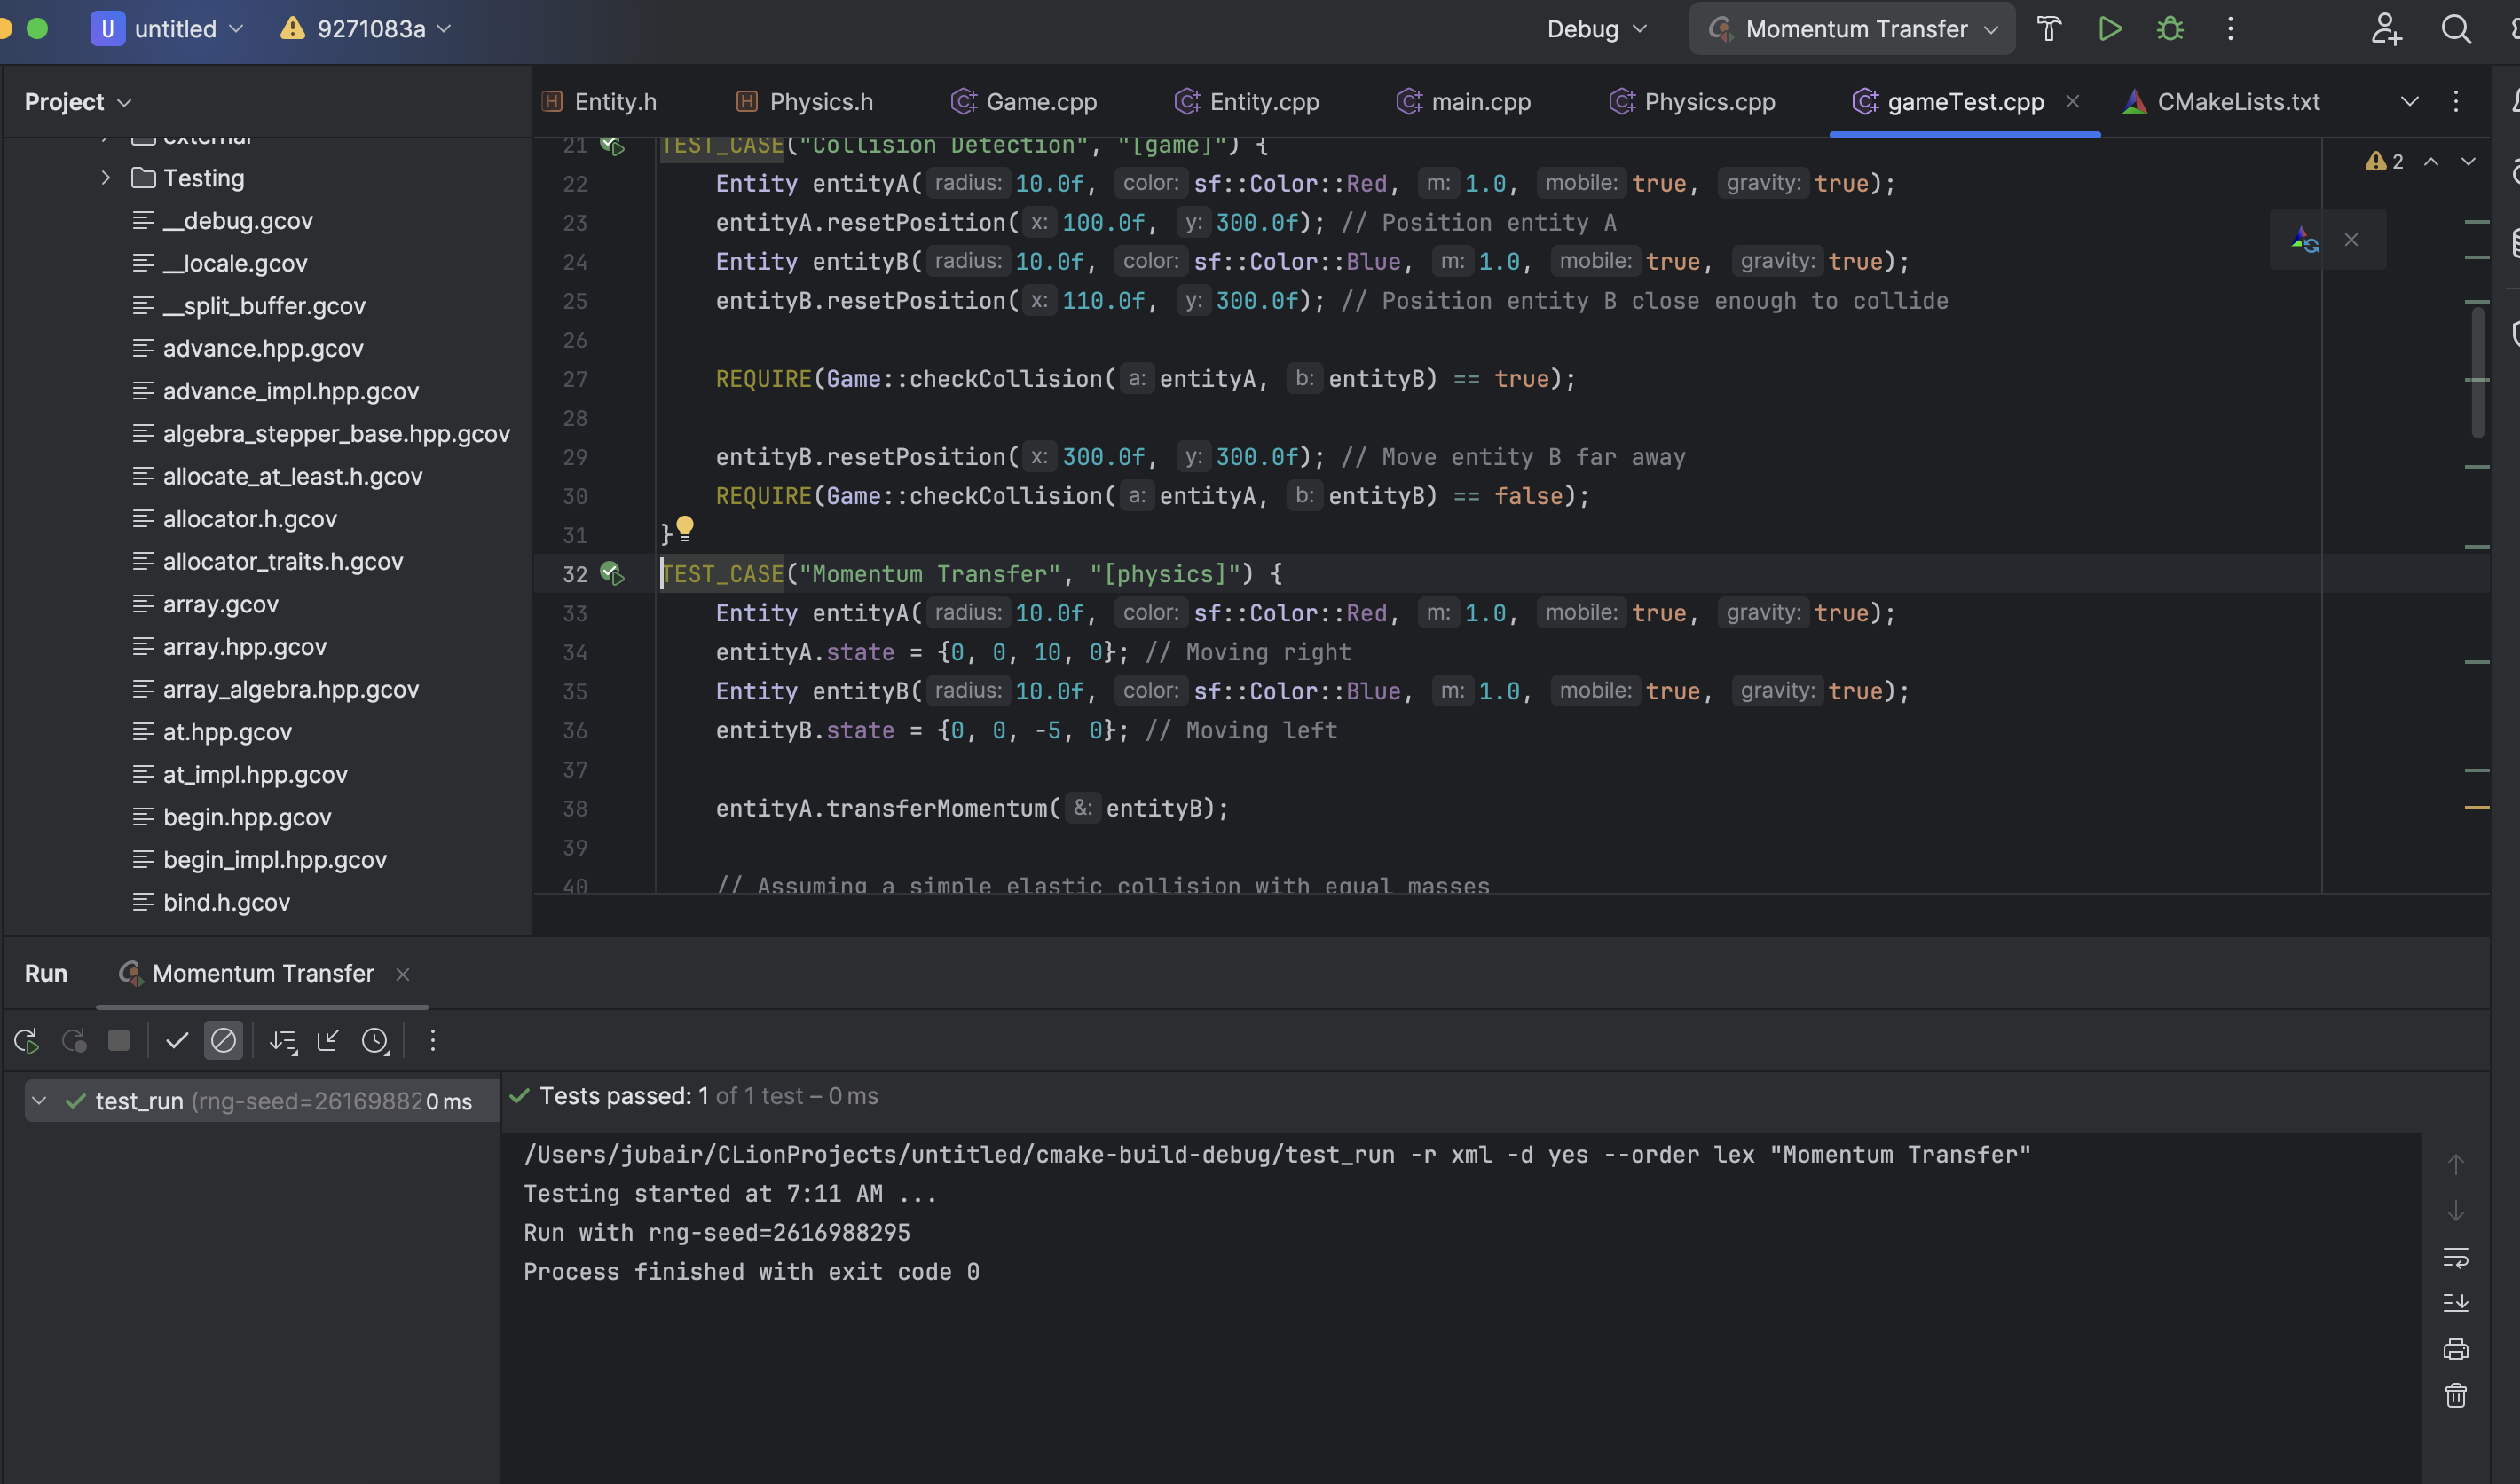 U untitled 9271083a Debug Momentum Transfer
Project
Entity.h Physics.h Game.cpp Entity.cpp main.cpp Physics.cpp gameTest.cpp CMakeLists.txt
external
Testing
__debug.gcov
__locale.gcov
__split_buffer.gcov
advance.hpp.gcov
advance_impl.hpp.gcov
algebra_stepper_base.hpp.gcov
allocate_at_least.h.gcov
allocator.h.gcov
allocator_traits.h.gcov
array.gcov
array.hpp.gcov
array_algebra.hpp.gcov
at.hpp.gcov
at_impl.hpp.gcov
begin.hpp.gcov
begin_impl.hpp.gcov
bind.h.gcov
2
21 TEST_CASE("Collision Detection", "[game]") {
22 Entity entityA( radius: 10.0f, color: sf::Color::Red, m: 1.0, mobile: true, gravity: true);
23 entityA.resetPosition( x: 100.0f, y: 300.0f); // Position entity A
24 Entity entityB( radius: 10.0f, color: sf::Color::Blue, m: 1.0, mobile: true, gravity: true);
25 entityB.resetPosition( x: 110.0f, y: 300.0f); // Position entity B close enough to collide
26
27 REQUIRE(Game::checkCollision( a: entityA, b: entityB) == true);
28
29 entityB.resetPosition( x: 300.0f, y: 300.0f); // Move entity B far away
30 REQUIRE(Game::checkCollision( a: entityA, b: entityB) == false);
31 }
32 TEST_CASE("Momentum Transfer", "[physics]") {
33 Entity entityA( radius: 10.0f, color: sf::Color::Red, m: 1.0, mobile: true, gravity: true);
34 entityA.state = {0, 0, 10, 0}; // Moving right
35 Entity entityB( radius: 10.0f, color: sf::Color::Blue, m: 1.0, mobile: true, gravity: true);
36 entityB.state = {0, 0, -5, 0}; // Moving left
37
38 entityA.transferMomentum( &: entityB);
39
40 // Assuming a simple elastic collision with equal masses
Run Momentum Transfer
test_run (rng-seed=26169882 0 ms
Tests passed: 1 of 1 test – 0 ms
/Users/jubair/CLionProjects/untitled/cmake-build-debug/test_run -r xml -d yes --order lex "Momentum Transfer"
Testing started at 7:11 AM ...
Run with rng-seed=2616988295
Process finished with exit code 0